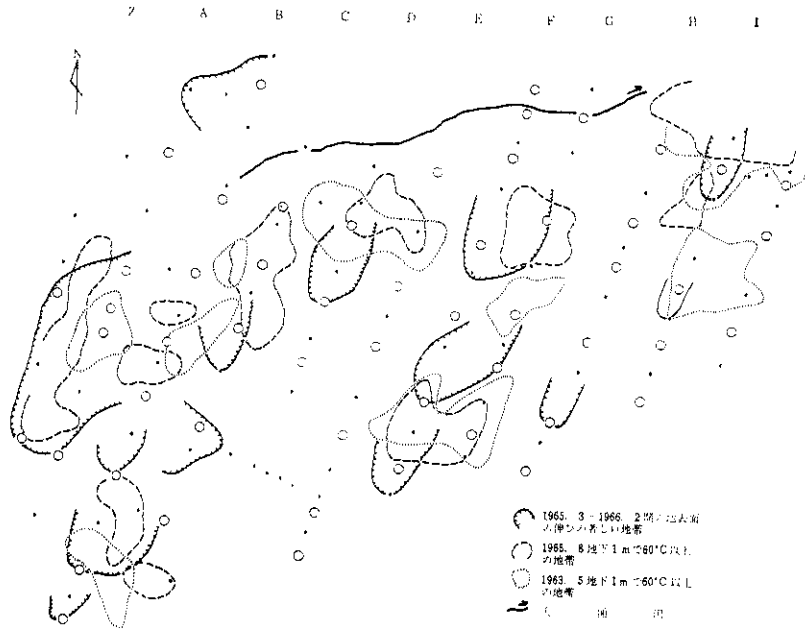 Z A B C D E F G H I
N
1965. 3 - 1966. 2 間の地表面
の伸びの著しい地帯
1965. 8 地下 1 m で60°C以上
の地帯
1963. 5 地下 1 m で60°C以上
の地帯